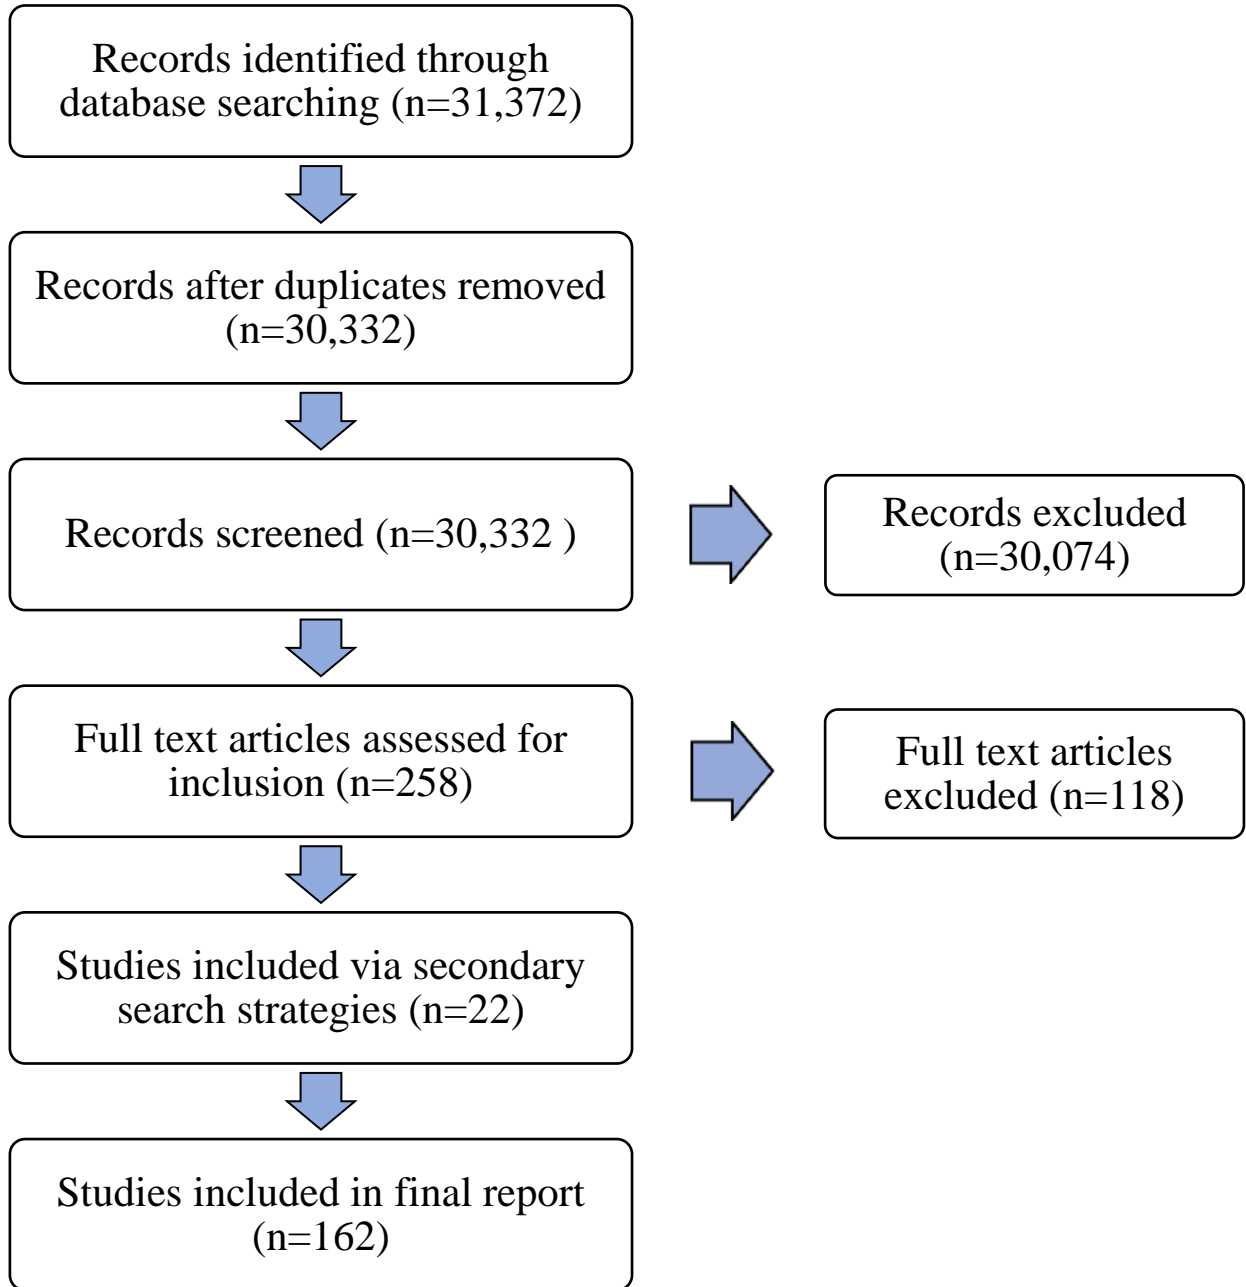 Records identified through
database searching (n=31,372)
Records after duplicates removed
(n=30,332)
Records screened (n=30,332 )
Records excluded
(n=30,074)
Full text articles assessed for
inclusion (n=258)
Full text articles
excluded (n=118)
Studies included via secondary
search strategies (n=22)
Studies included in final report
(n=162)